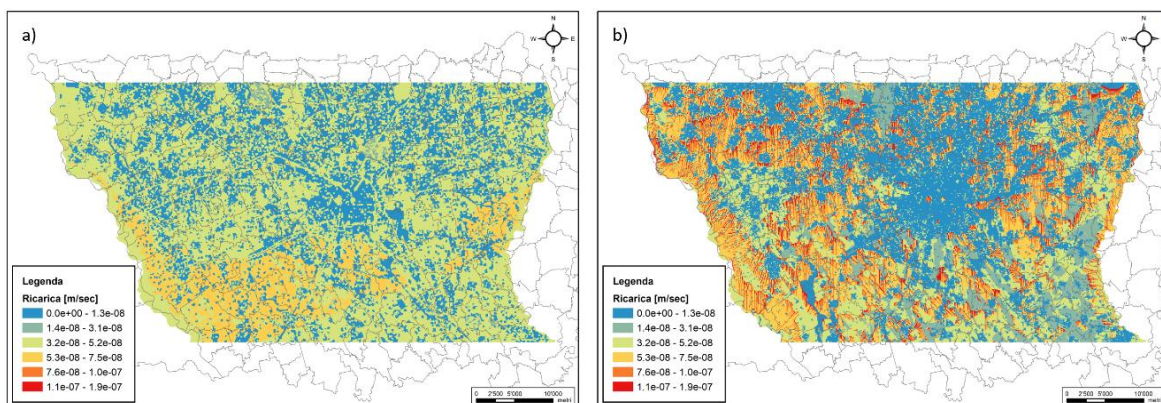 a)
N
W
E
S
Legenda
Ricarica [m/sec]
0.0e+00 - 1.3e-08
1.4e-08 - 3.1e-08
3.2e-08 - 5.2e-08
5.3e-08 - 7.5e-08
7.6e-08 - 1.0e-07
1.1e-07 - 1.9e-07
0 2'500 5'000 10'000
metri
b)
N
W
E
S
Legenda
Ricarica [m/sec]
0.0e+00 - 1.3e-08
1.4e-08 - 3.1e-08
3.2e-08 - 5.2e-08
5.3e-08 - 7.5e-08
7.6e-08 - 1.0e-07
1.1e-07 - 1.9e-07
0 2'500 5'000 10'000
metri